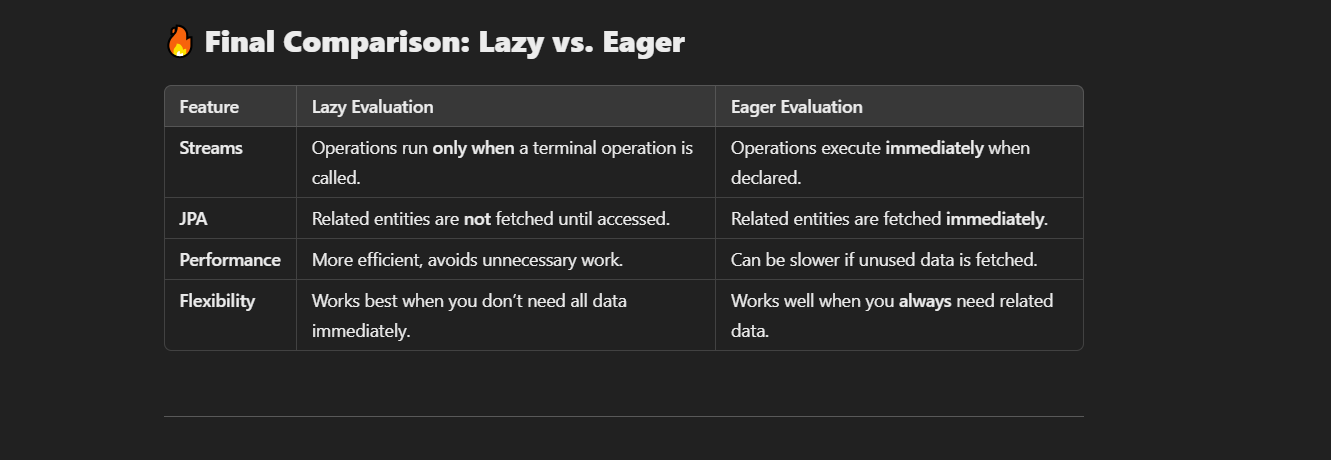 🔥 Final Comparison: Lazy vs. Eager
Feature Lazy Evaluation Eager Evaluation
Streams Operations run only when a terminal operation is called. Operations execute immediately when declared.
JPA Related entities are not fetched until accessed. Related entities are fetched immediately.
Performance More efficient, avoids unnecessary work. Can be slower if unused data is fetched.
Flexibility Works best when you don’t need all data immediately. Works well when you always need related data.